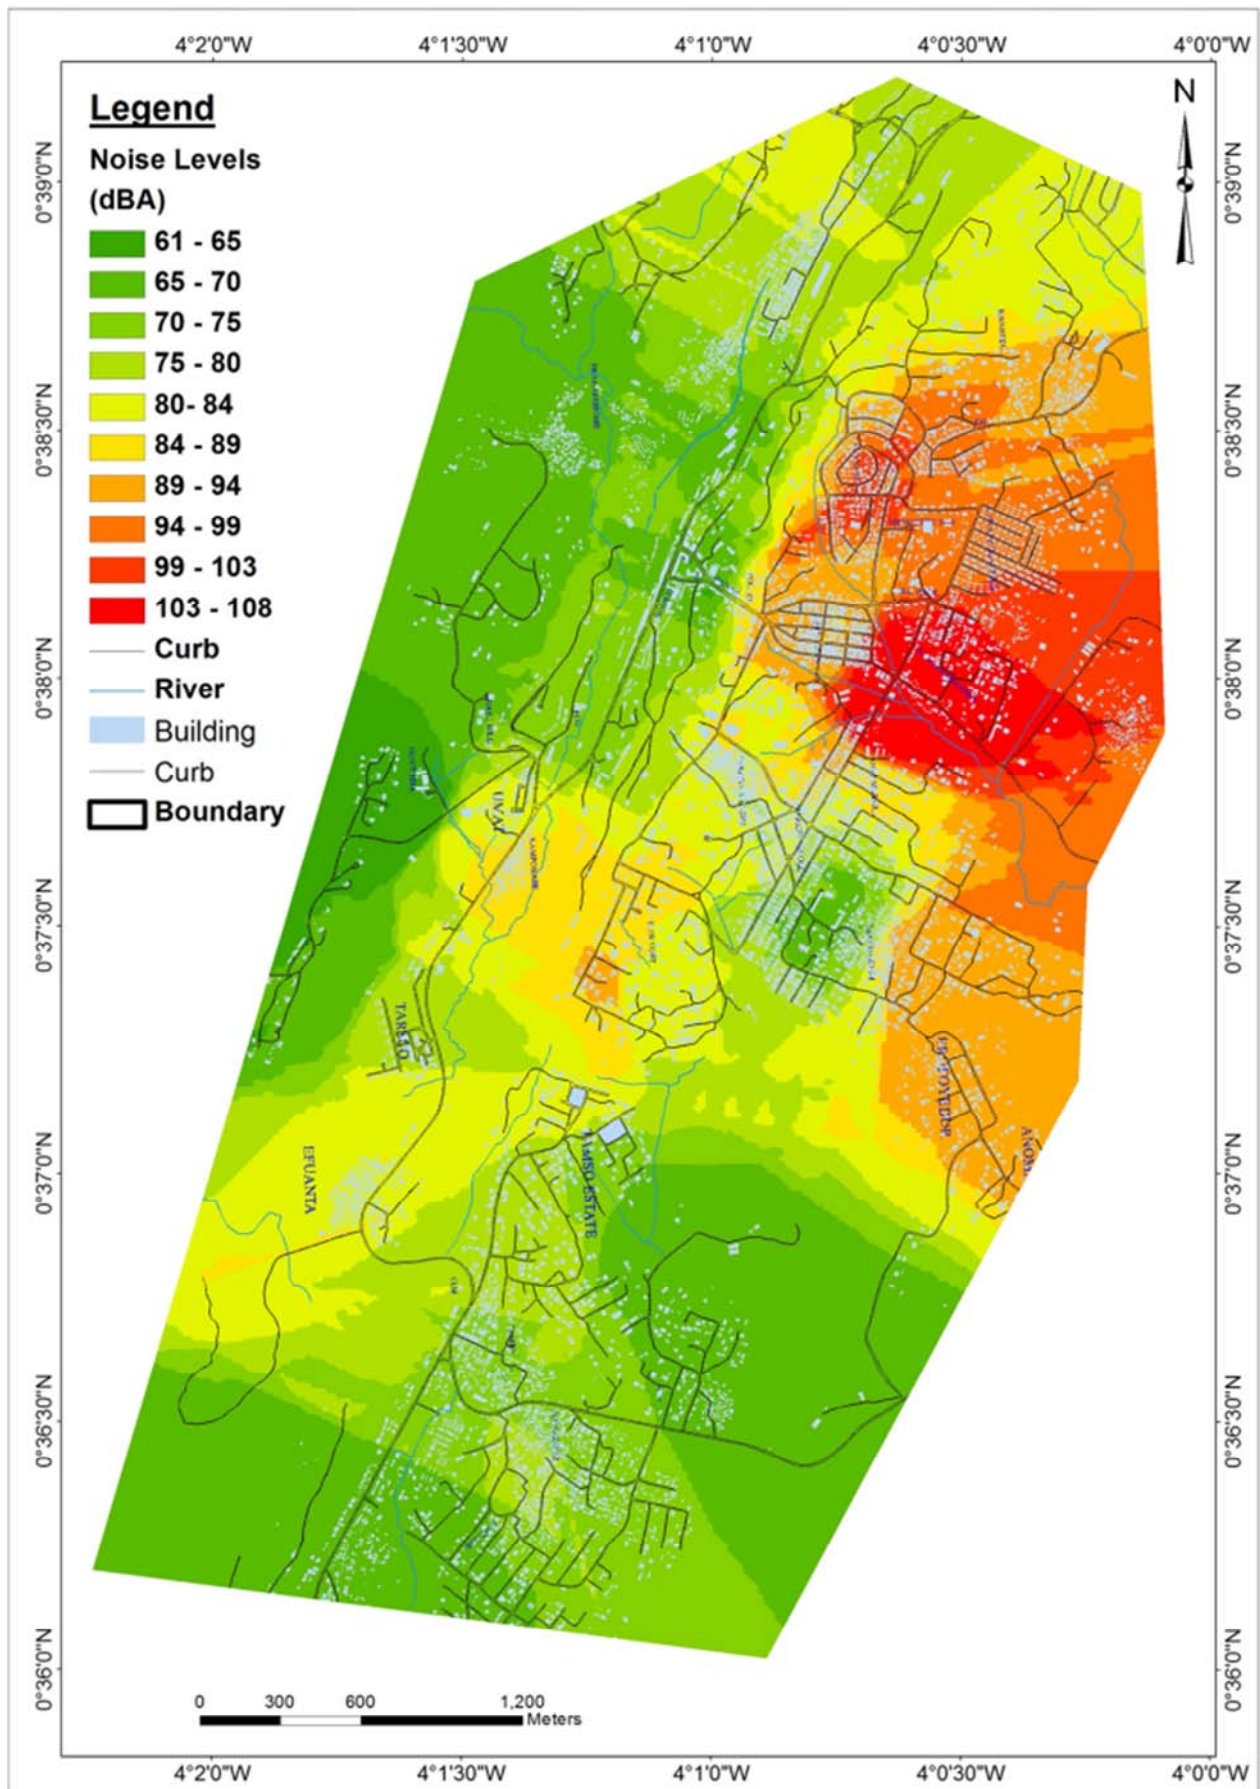 4°2'0"W
4°1'30"W
4°1'0"W
4°0'30"W
4°0'0"W
Legend
Noise Levels
(dBA)
61 - 65
65 - 70
70 - 75
75 - 80
80- 84
84 - 89
89 - 94
94 - 99
99 - 103
103 - 108
Curb
River
Building
Curb
Boundary
N
0°39'0"N
0°38'30"N
0°38'0"N
0°37'30"N
0°37'0"N
0°36'30"N
0°36'0"N
0°39'0"N
0°38'30"N
0°38'0"N
0°37'30"N
0°37'0"N
0°36'30"N
0°36'0"N
EFUANTA
TAMSO ESTATE
0
300
600
1,200
Meters
4°2'0"W
4°1'30"W
4°1'0"W
4°0'30"W
4°0'0"W